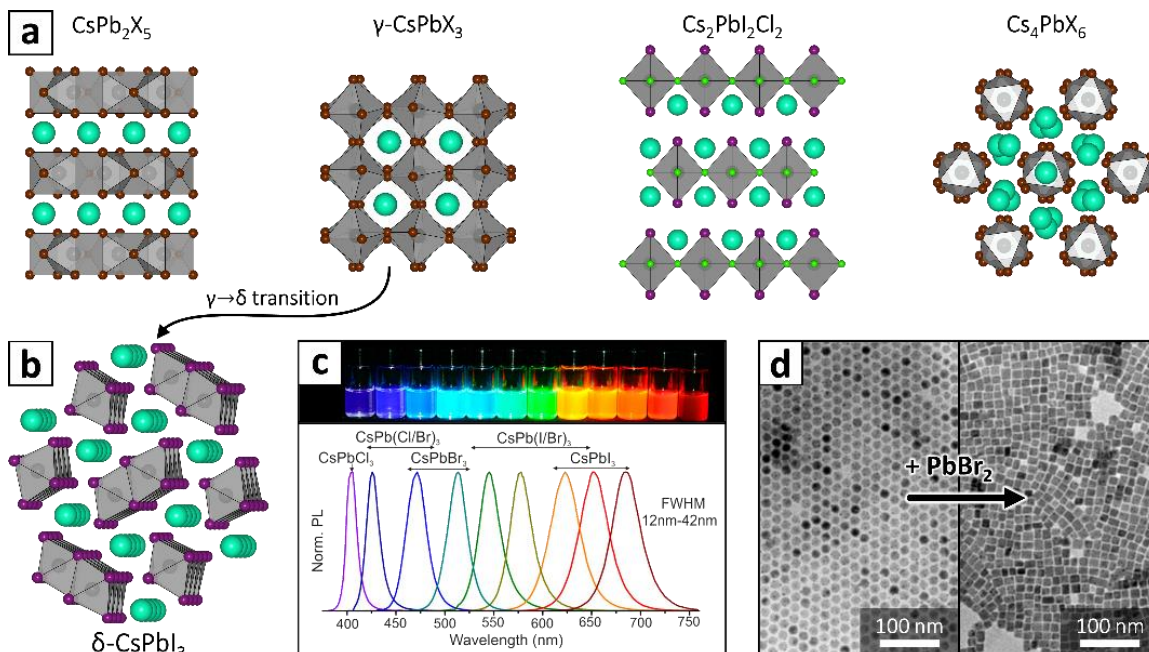 a
CsPb₂X₅
γ-CsPbX₃
Cs₂PbI₂Cl₂
Cs₄PbX₆
γ→δ transition
b
δ-CsPbI₃
c
CsPb(Cl/Br)₃
CsPb(I/Br)₃
CsPbCl₃
CsPbBr₃
CsPbI₃
FWHM
12nm-42nm
Norm. PL
400 450 500 550 600 650 700 750
Wavelength (nm)
d
+ PbBr₂
100 nm
100 nm